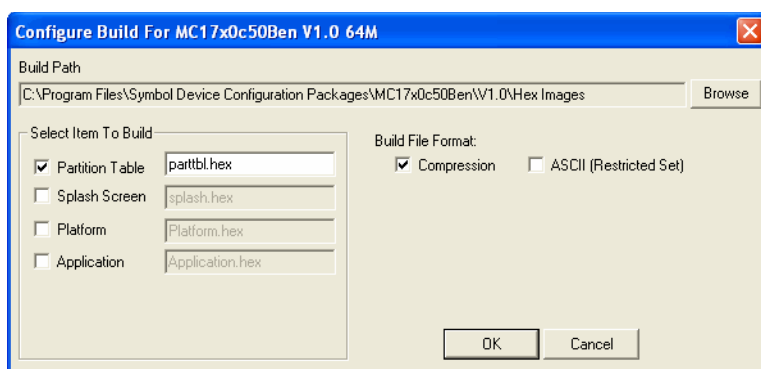 Configure Build For MC17x0c50Ben V1.0 64M
Build Path
C:\Program Files\Symbol Device Configuration Packages\MC17x0c50Ben\\V1.0\Hex Images
Browse
Select Item To Build
Partition Table parttbl.hex
Splash Screen splash.hex
Platform Platform.hex
Application Application.hex
Build File Format:
Compression ASCII (Restricted Set)
OK Cancel